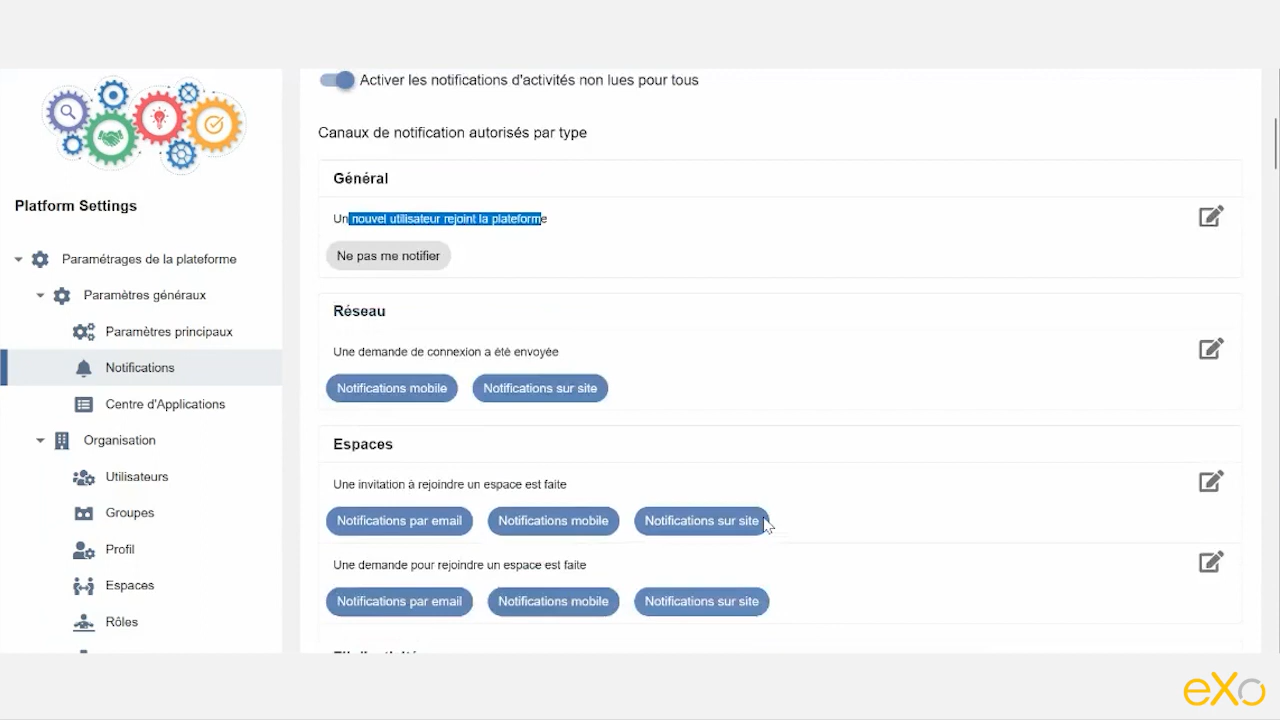 Activer les notifications d'activités non lues pour tous
Canaux de notification autorisés par type
Platform Settings
Paramétrages de la plateforme
Paramètres généraux
Paramètres principaux
Notifications
Centre d'Applications
Organisation
Utilisateurs
Groupes
Profil
Espaces
Rôles
Général
Un nouvel utilisateur rejoint la plateforme
Ne pas me notifier
Réseau
Une demande de connexion a été envoyée
Notifications mobile Notifications sur site
Espaces
Une invitation à rejoindre un espace est faite
Notifications par email Notifications mobile Notifications sur site
Une demande pour rejoindre un espace est faite
Notifications par email Notifications mobile Notifications sur site
eXo